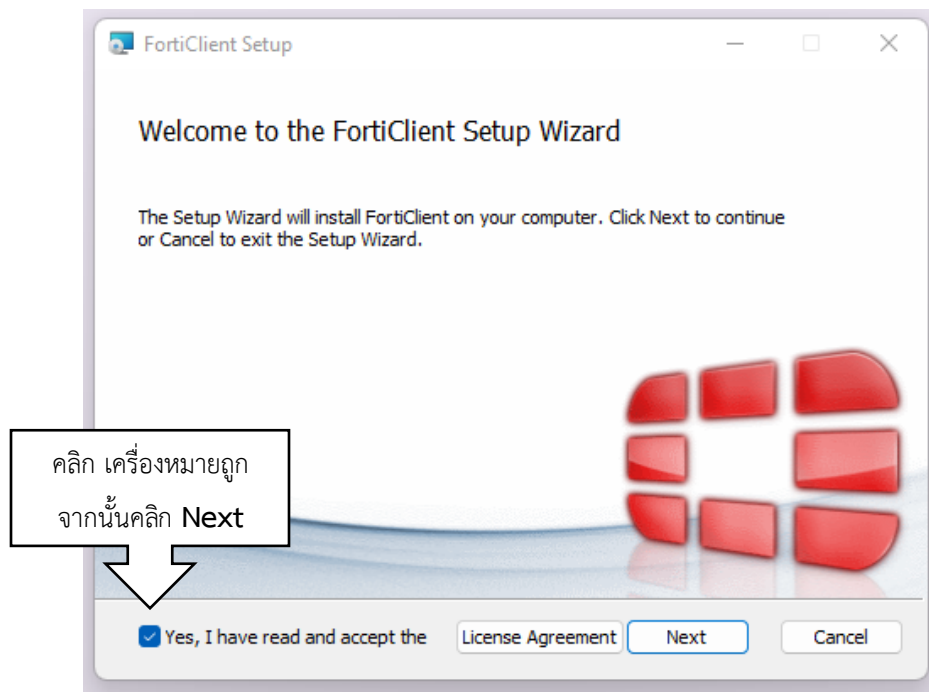 FortiClient Setup
Welcome to the FortiClient Setup Wizard
The Setup Wizard will install FortiClient on your computer. Click Next to continue
or Cancel to exit the Setup Wizard.
คลิก เครื่องหมายถูก
จากนั้นคลิก Next
Yes, I have read and accept the License Agreement Next Cancel